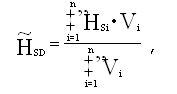 H̃SD = n ‡ ,, i=1 HSi · Vi / n ‡ ,, i=1 Vi ,